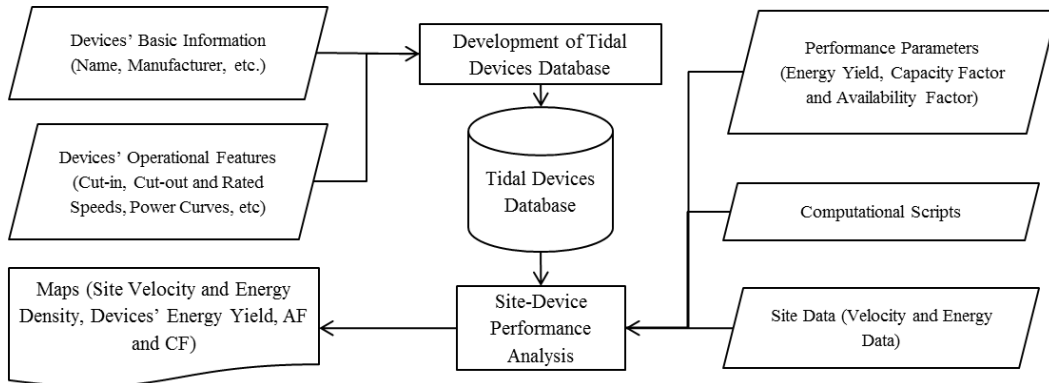 Devices' Basic Information
(Name, Manufacturer, etc.)
Development of Tidal
Devices Database
Performance Parameters
(Energy Yield, Capacity Factor
and Availability Factor)
Devices' Operational Features
(Cut-in, Cut-out and Rated
Speeds, Power Curves, etc)
Tidal Devices
Database
Computational Scripts
Maps (Site Velocity and Energy
Density, Devices' Energy Yield, AF
and CF)
Site-Device
Performance
Analysis
Site Data (Velocity and Energy
Data)